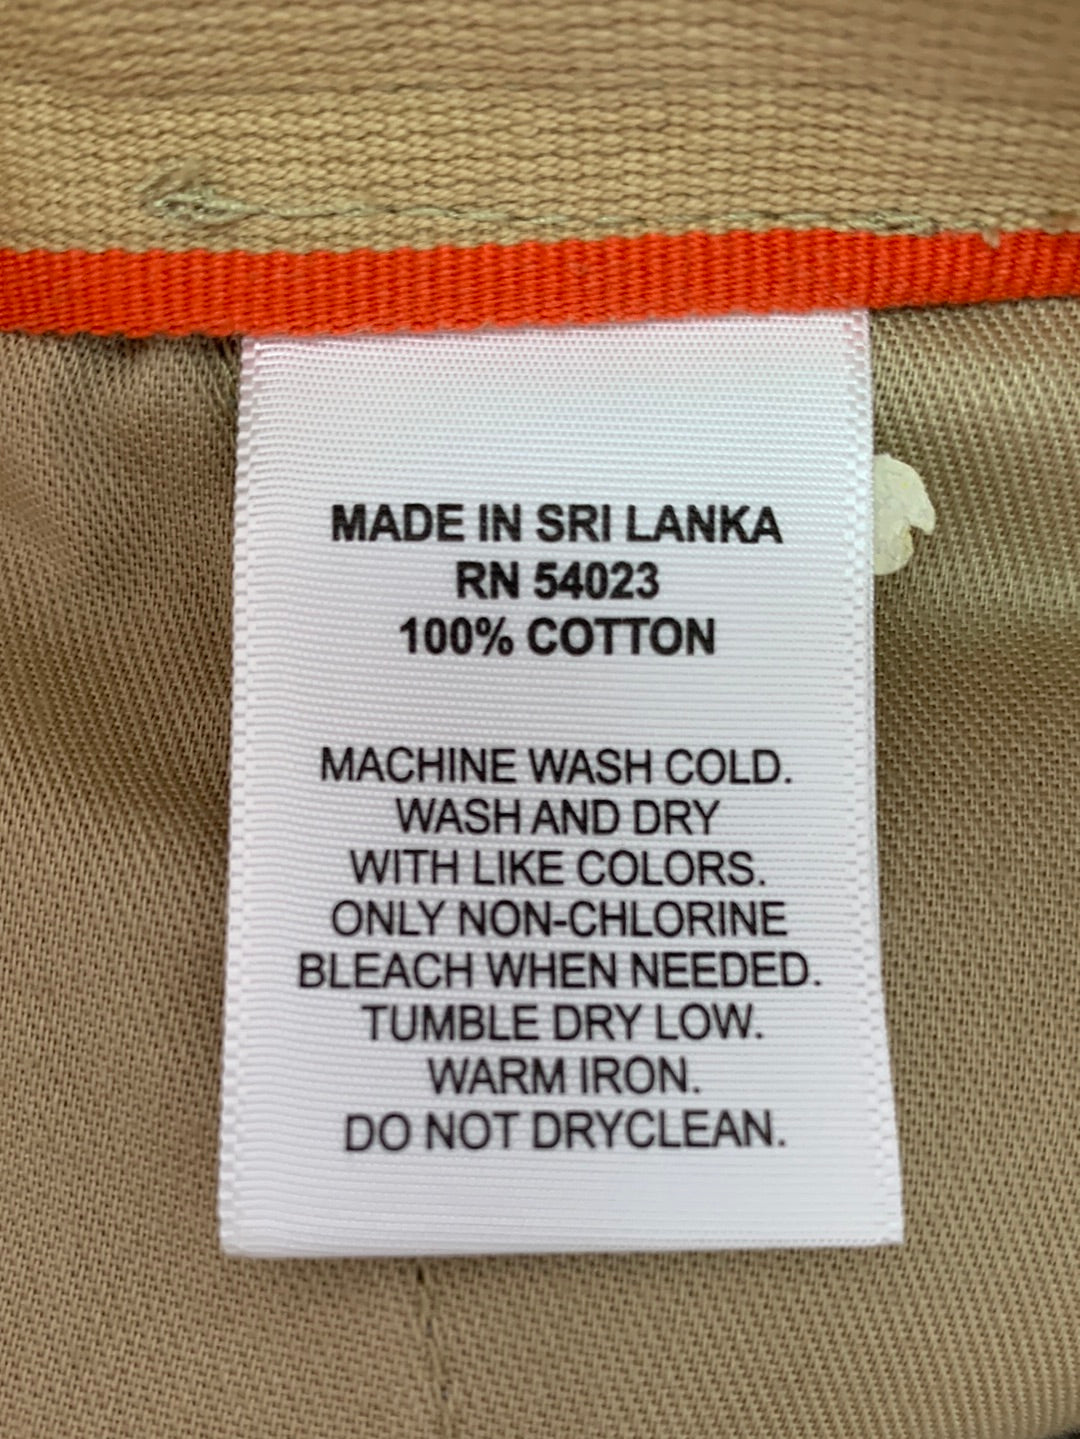 MADE IN SRI LANKA
RN 54023
100% COTTON
MACHINE WASH COLD.
WASH AND DRY
WITH LIKE COLORS.
ONLY NON-CHLORINE
BLEACH WHEN NEEDED.
TUMBLE DRY LOW.
WARM IRON.
DO NOT DRYCLEAN.